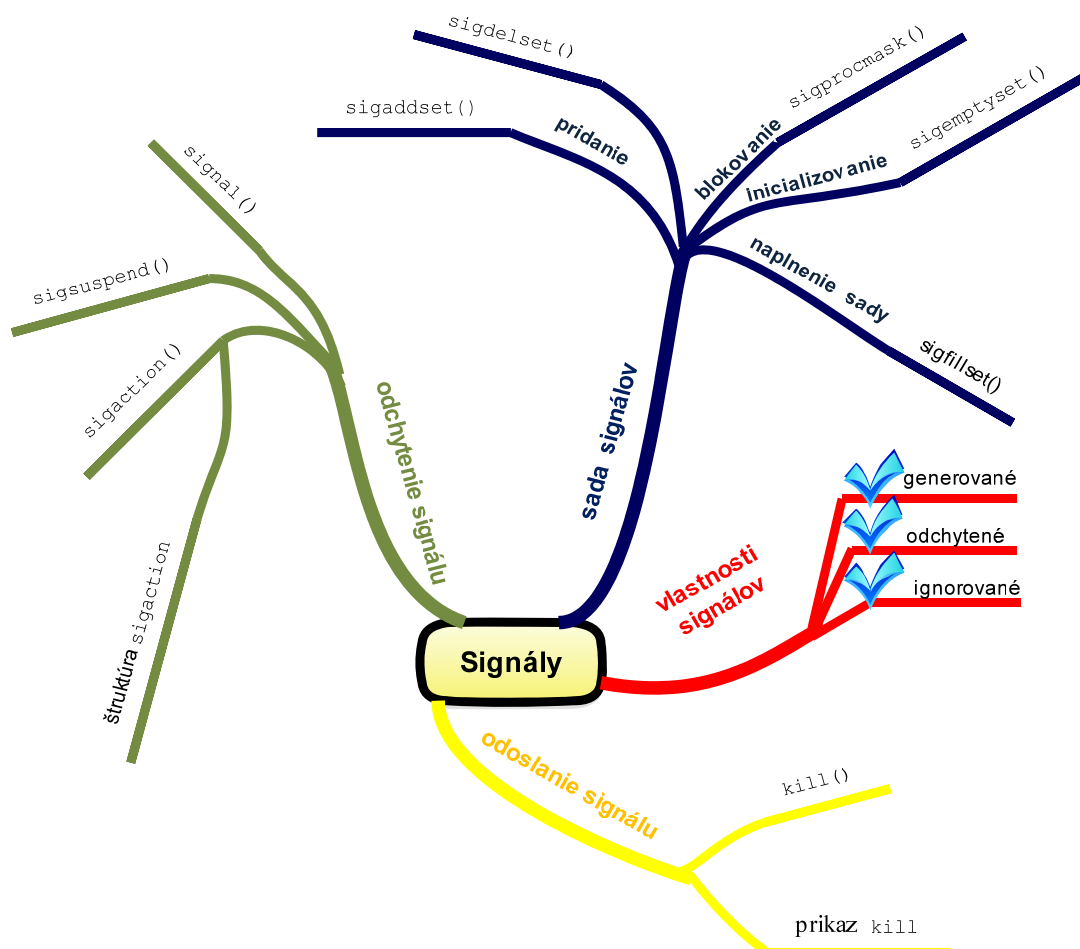 sigdelset()
sigaddset()
pridanie
sigprocmask()
blokovanie
sigemptyset()
inicializovanie
naplnenie sady
sigfillset()
sada signálov
signal()
sigsuspend()
sigaction()
štruktúra sigaction
odchytenie signálu
generované
odchytené
ignorované
vlastnosti
signálov
Signály
odoslanie signálu
kill()
prikaz kill